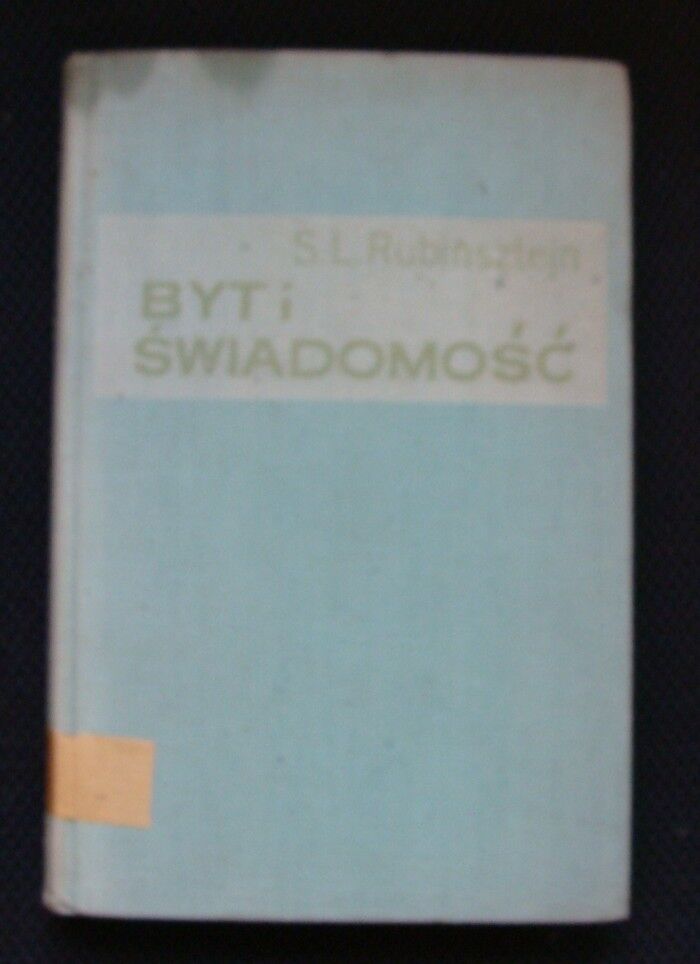 S. L. Rubinsztejn
BYT i
ŚWIADOMOŚĆ